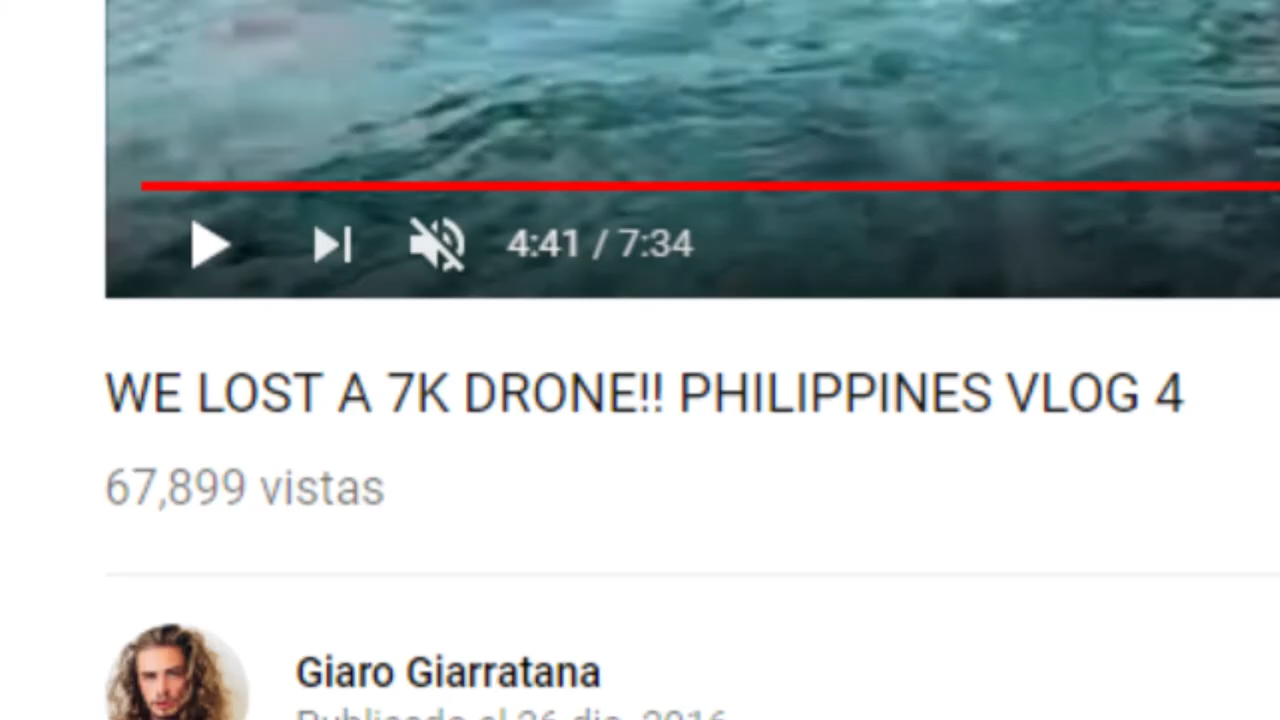 4:41 / 7:34
WE LOST A 7K DRONE!! PHILIPPINES VLOG 4
67,899 vistas
Giaro Giarratana
Publicado el 26 dic. 2016